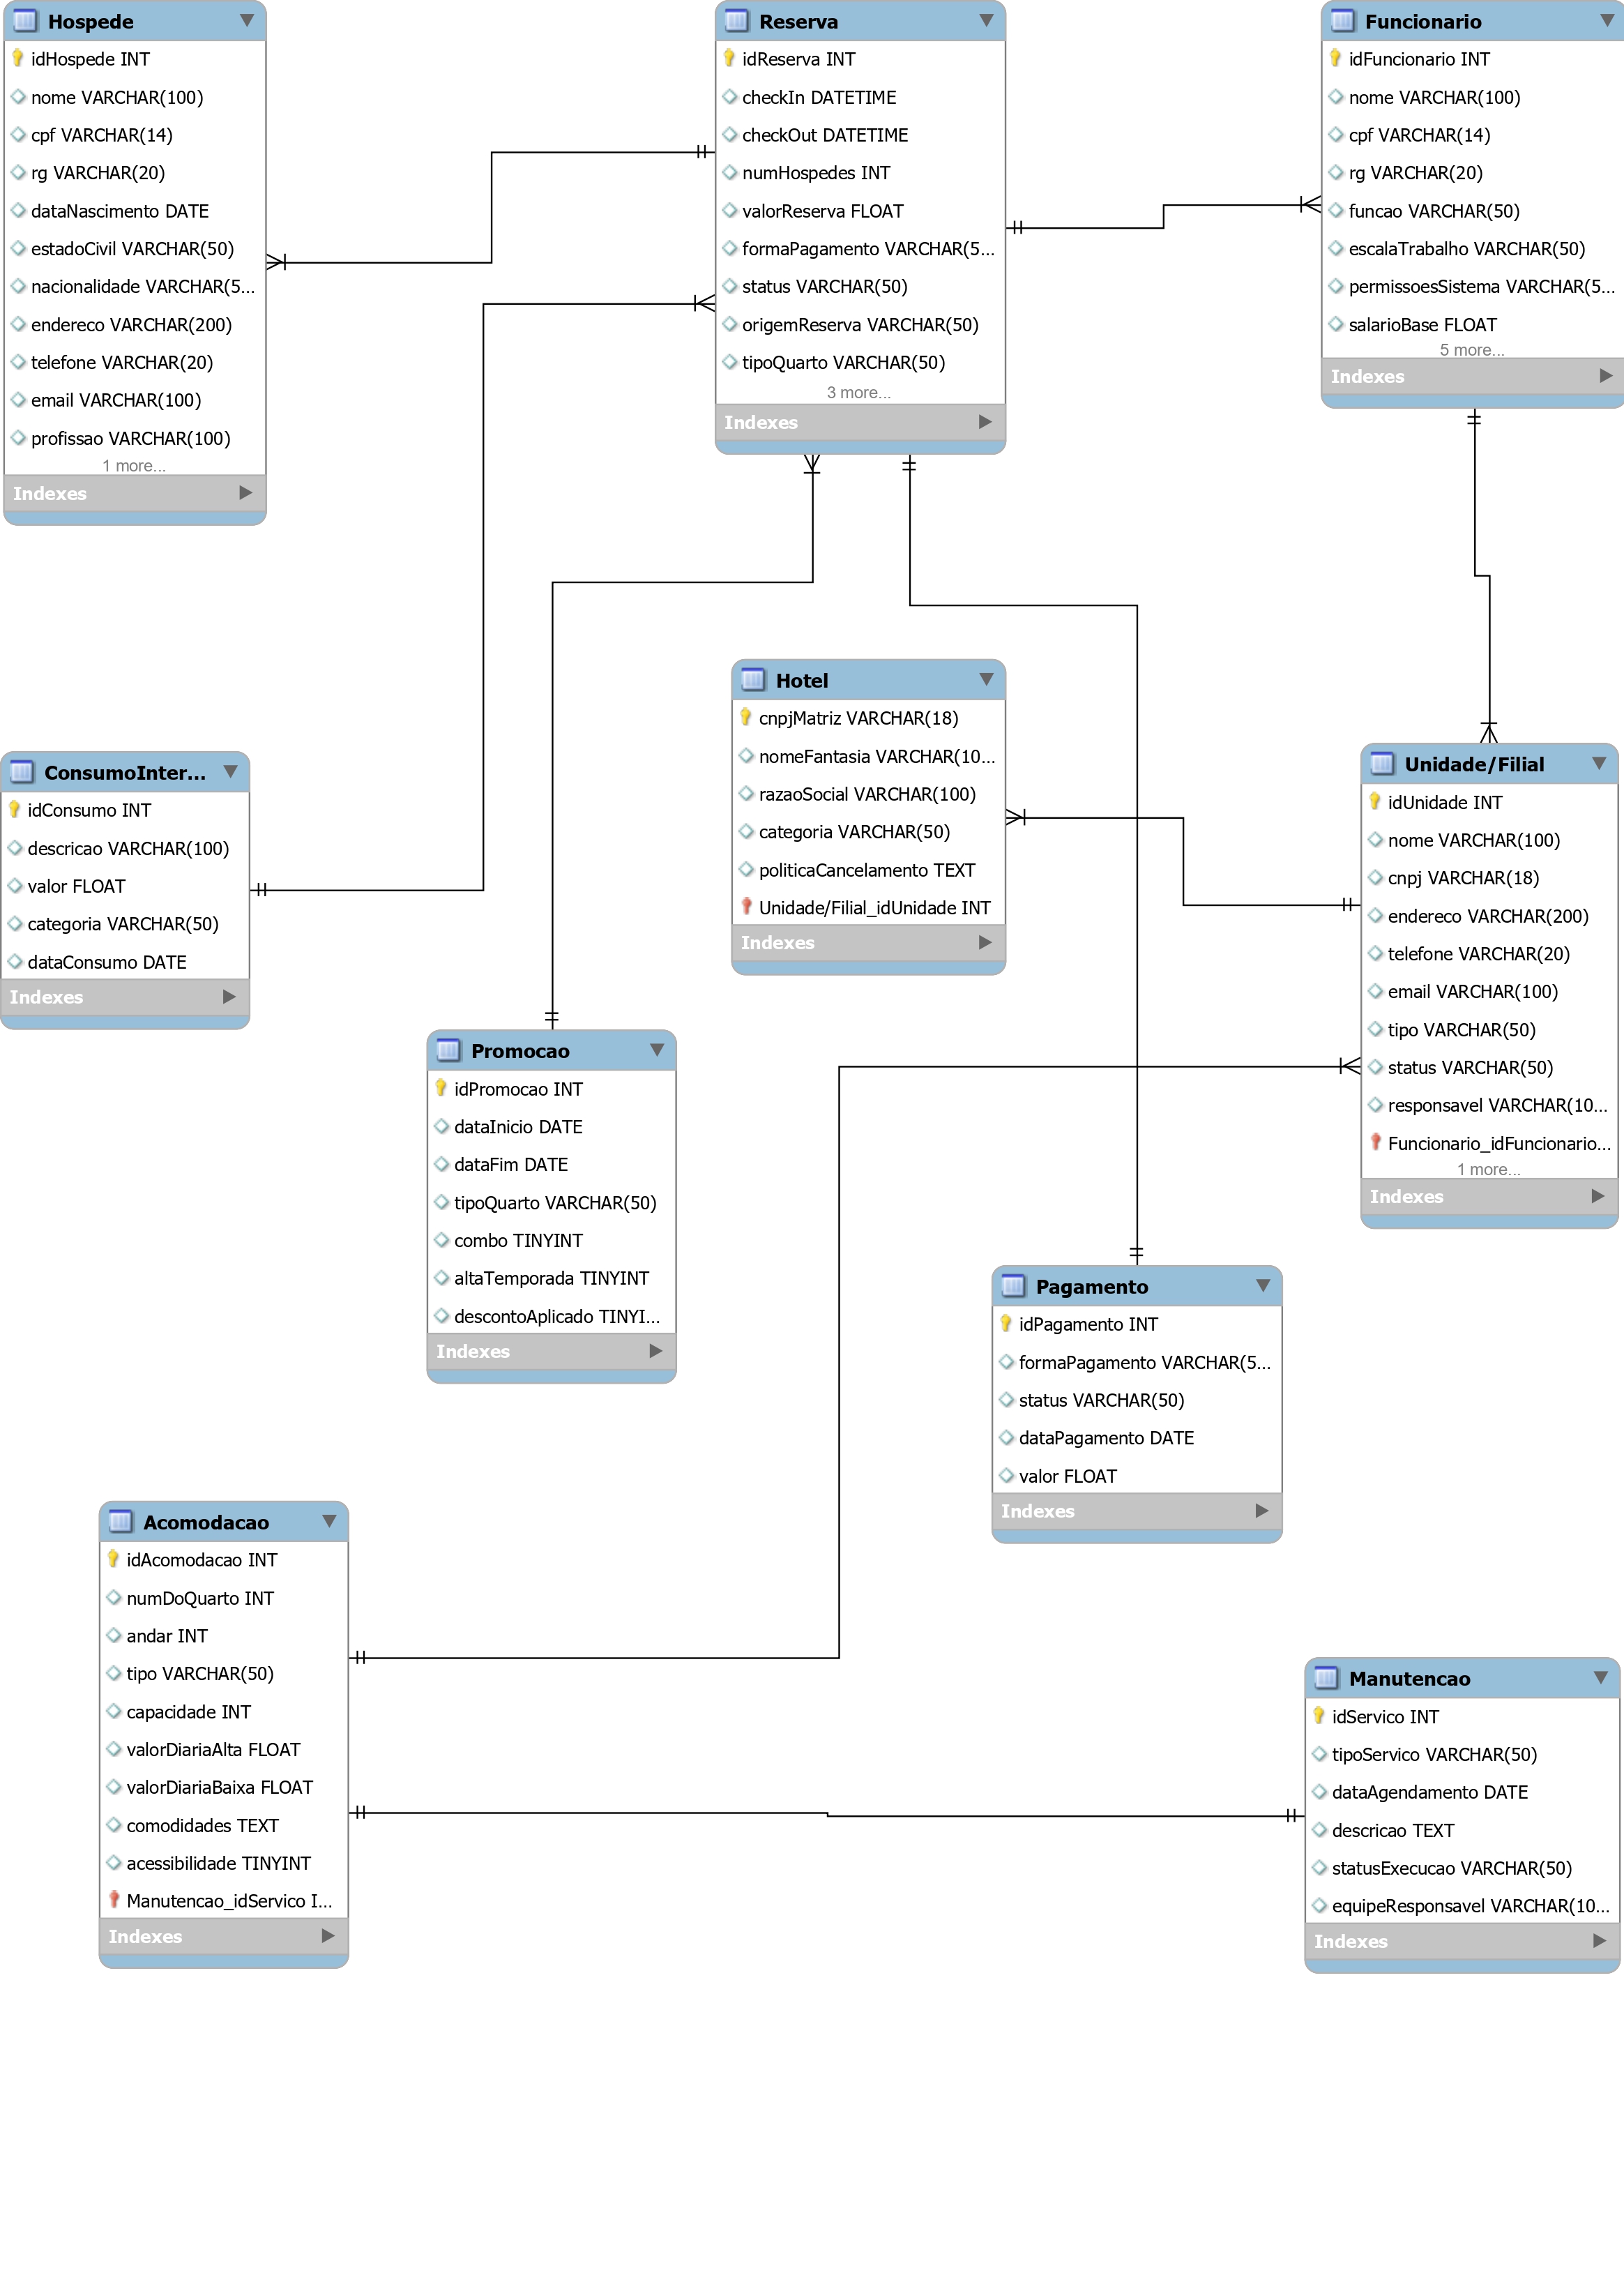 Hospede
idHospede INT
nome VARCHAR(100)
cpf VARCHAR(14)
rg VARCHAR(20)
dataNascimento DATE
estadoCivil VARCHAR(50)
nacionalidade VARCHAR(5...
endereco VARCHAR(200)
telefone VARCHAR(20)
email VARCHAR(100)
profissao VARCHAR(100)
1 more...
Indexes
Reserva
idReserva INT
checkIn DATETIME
checkOut DATETIME
numHospedes INT
valorReserva FLOAT
formaPagamento VARCHAR(5...
status VARCHAR(50)
origemReserva VARCHAR(50)
tipoQuarto VARCHAR(50)
3 more...
Indexes
Funcionario
idFuncionario INT
nome VARCHAR(100)
cpf VARCHAR(14)
rg VARCHAR(20)
funcao VARCHAR(50)
escalaTrabalho VARCHAR(50)
permissoesSistema VARCHAR(5...
salarioBase FLOAT
5 more...
Indexes
Hotel
cnpjMatriz VARCHAR(18)
nomeFantasia VARCHAR(10...
razaoSocial VARCHAR(100)
categoria VARCHAR(50)
politicaCancelamento TEXT
Unidade/Filial_idUnidade INT
Indexes
Unidade/Filial
idUnidade INT
nome VARCHAR(100)
cnpj VARCHAR(18)
endereco VARCHAR(200)
telefone VARCHAR(20)
email VARCHAR(100)
tipo VARCHAR(50)
status VARCHAR(50)
responsavel VARCHAR(10...
Funcionario_idFuncionario...
1 more...
Indexes
ConsumoInter...
idConsumo INT
descricao VARCHAR(100)
valor FLOAT
categoria VARCHAR(50)
dataConsumo DATE
Indexes
Promocao
idPromocao INT
dataInicio DATE
dataFim DATE
tipoQuarto VARCHAR(50)
combo TINYINT
altaTemporada TINYINT
descontoAplicado TINYI...
Indexes
Pagamento
idPagamento INT
formaPagamento VARCHAR(5...
status VARCHAR(50)
dataPagamento DATE
valor FLOAT
Indexes
Acomodacao
idAcomodacao INT
numDoQuarto INT
andar INT
tipo VARCHAR(50)
capacidade INT
valorDiariaAlta FLOAT
valorDiariaBaixa FLOAT
comodidades TEXT
acessibilidade TINYINT
Manutencao_idServico I...
Indexes
Manutencao
idServico INT
tipoServico VARCHAR(50)
dataAgendamento DATE
descricao TEXT
statusExecucao VARCHAR(50)
equipeResponsavel VARCHAR(10...
Indexes